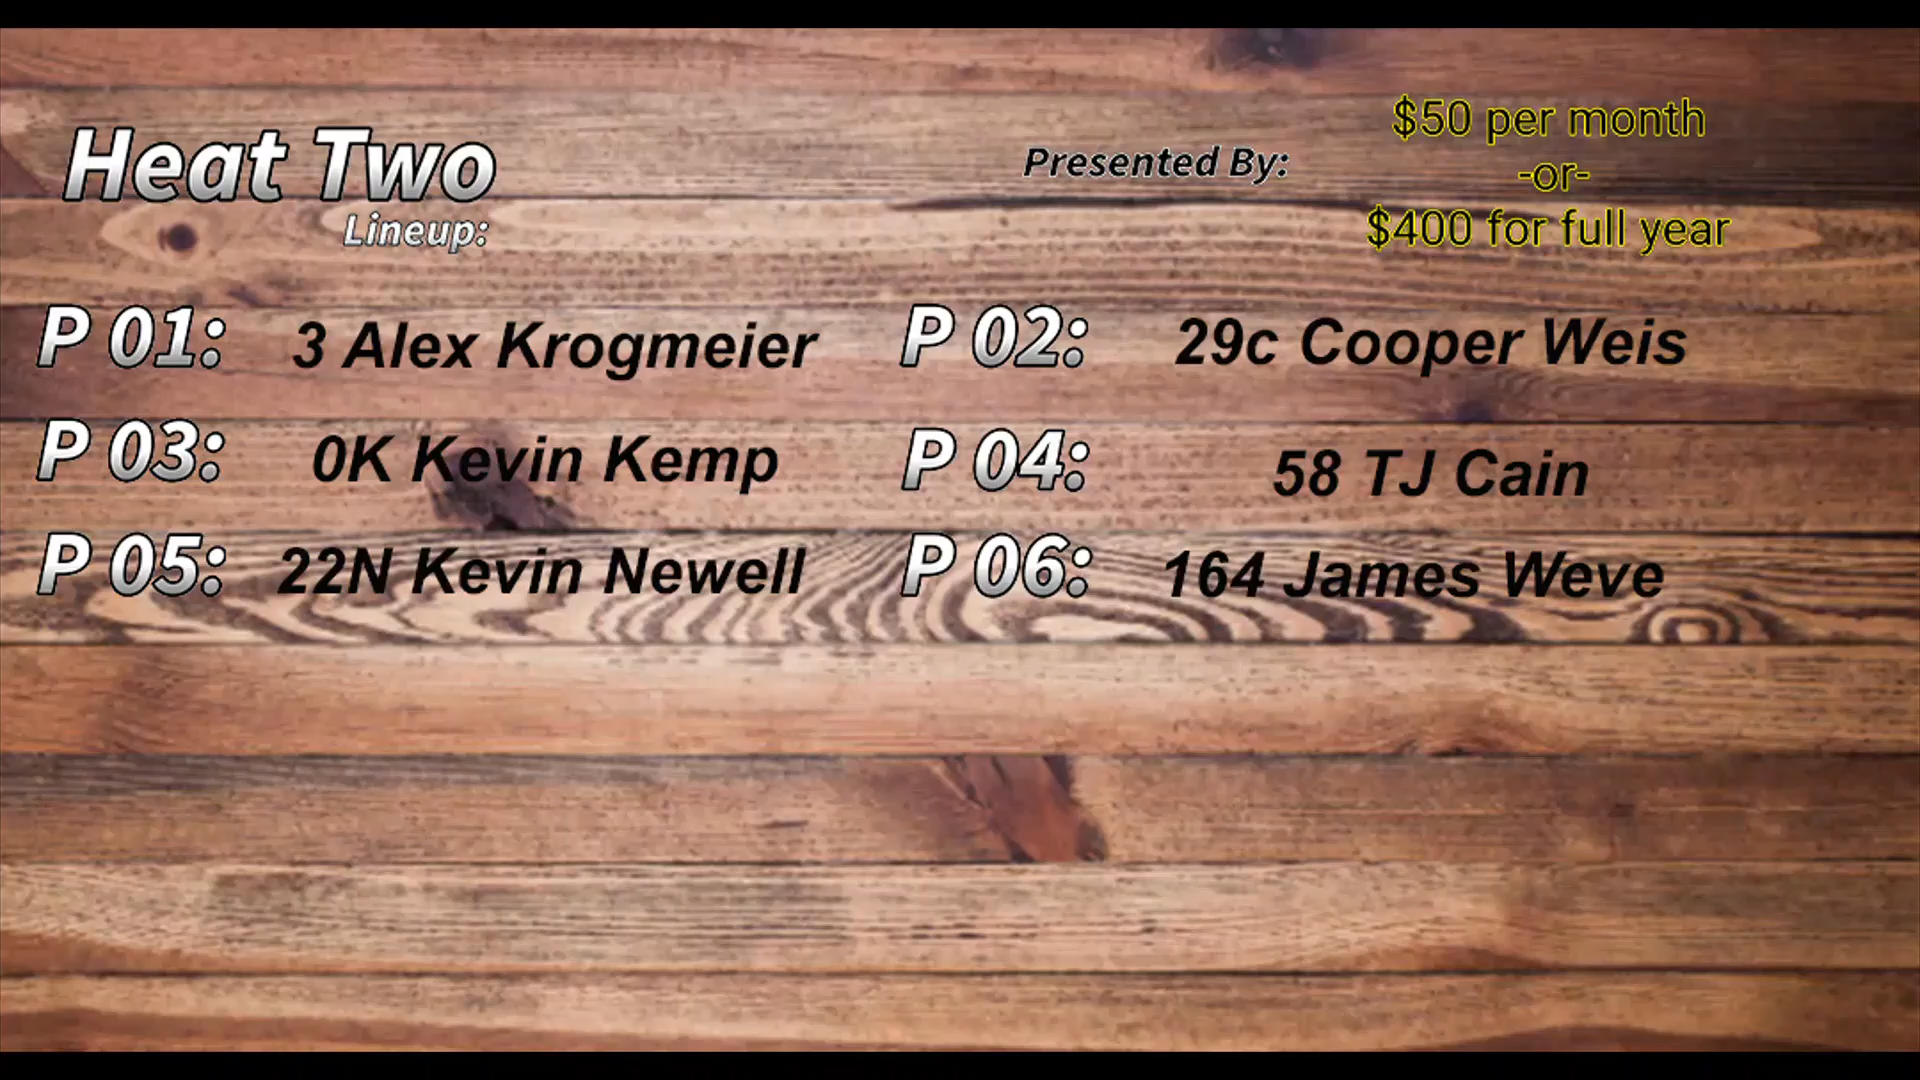 Heat Two
Lineup:
Presented By:
$50 per month
-or-
$400 for full year
P 01: 3 Alex Krogmeier
P 02: 29c Cooper Weis
P 03: 0K Kevin Kemp
P 04: 58 TJ Cain
P 05: 22N Kevin Newell
P 06: 164 James Weve